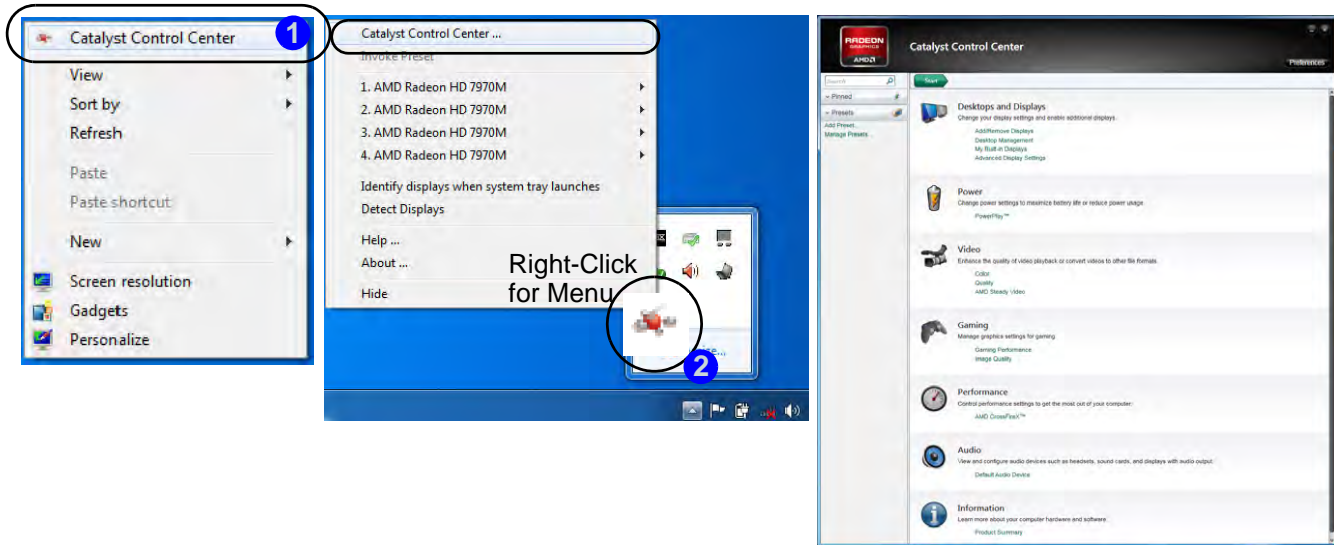 Catalyst Control Center
1
View
Sort by
Refresh
Paste
Paste shortcut
New
Screen resolution
Gadgets
Personalize
Catalyst Control Center ...
Invoke Preset
1. AMD Radeon HD 7970M
2. AMD Radeon HD 7970M
3. AMD Radeon HD 7970M
4. AMD Radeon HD 7970M
Identify displays when system tray launches
Detect Displays
Help ...
About ...
Hide
Right-Click
for Menu
2
RADEON
GRAPHICS
AMD
Catalyst Control Center
Preferences
Search
Start
Pinned
Presets
Add Preset...
Manage Presets...
Desktops and Displays
Change your display settings and enable additional displays.
Add/Remove Displays
Desktop Management
My Built-in Displays
Advanced Display Settings
Power
Change power settings to maximize battery life or reduce power usage.
PowerPlay™
Video
Enhance the quality of video playback or convert videos to other file formats.
Color
Quality
AMD Steady Video
Gaming
Manage graphics settings for gaming
Gaming Performance
Image Quality
Performance
Control performance settings to get the most out of your computer.
AMD CrossFireX™
Audio
View and configure audio devices such as headsets, sound cards, and displays with audio output.
Default Audio Device
Information
Learn more about your computer hardware and software.
Product Summary